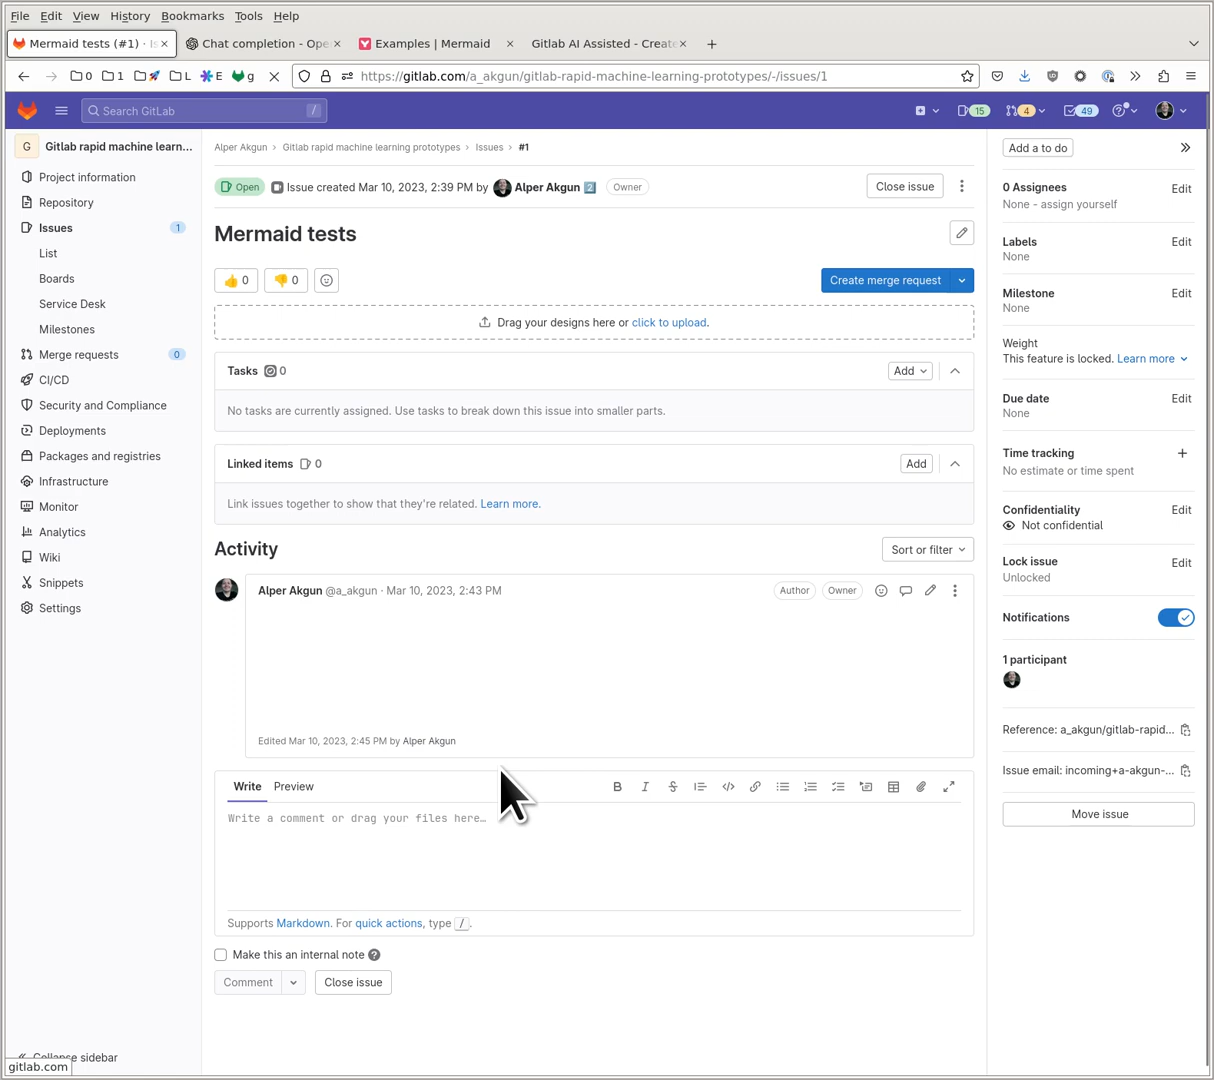 File Edit View History Bookmarks Tools Help
Mermaid tests (#1) · Is
Chat completion - Ope
Examples | Mermaid
Gitlab AI Assisted - Create
0 1 L E g
https://gitlab.com/a_akgun/gitlab-rapid-machine-learning-prototypes/-/issues/1
Search GitLab /
15 4 49
G Gitlab rapid machine learn...
Project information
Repository
Issues 1
List
Boards
Service Desk
Milestones
Merge requests 0
CI/CD
Security and Compliance
Deployments
Packages and registries
Infrastructure
Monitor
Analytics
Wiki
Snippets
Settings
Collapse sidebar
gitlab.com
Alper Akgun › Gitlab rapid machine learning prototypes › Issues › #1
Open Issue created Mar 10, 2023, 2:39 PM by Alper Akgun 2 Owner
Close issue
Mermaid tests
👍 0 👎 0
Create merge request
Drag your designs here or click to upload.
Tasks 0
Add
No tasks are currently assigned. Use tasks to break down this issue into smaller parts.
Linked items 0
Add
Link issues together to show that they're related. Learn more.
Activity
Sort or filter
Alper Akgun @a_akgun · Mar 10, 2023, 2:43 PM
Author Owner
Edited Mar 10, 2023, 2:45 PM by Alper Akgun
Write Preview
B I S
Write a comment or drag your files here…
Supports Markdown. For quick actions, type /.
Make this an internal note ?
Comment
Close issue
Add a to do
0 Assignees Edit
None - assign yourself
Labels Edit
None
Milestone Edit
None
Weight
This feature is locked. Learn more
Due date Edit
None
Time tracking +
No estimate or time spent
Confidentiality Edit
Not confidential
Lock issue Edit
Unlocked
Notifications
1 participant
Reference: a_akgun/gitlab-rapid...
Issue email: incoming+a-akgun-...
Move issue